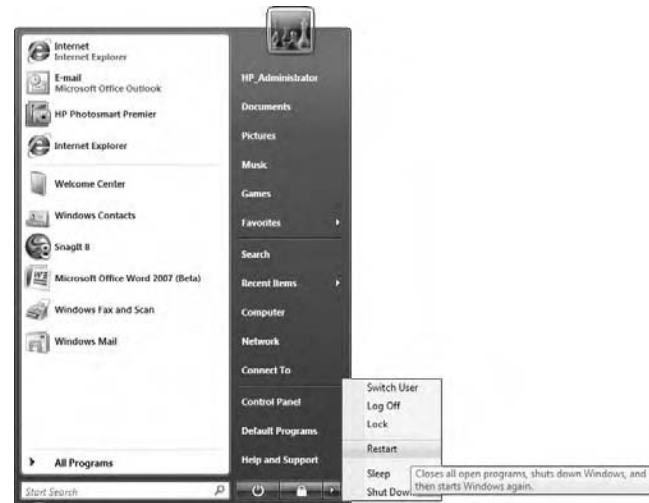 Internet
Internet Explorer
E-mail
Microsoft Office Outlook
HP Photosmart Premier
Internet Explorer
Welcome Center
Windows Contacts
SnagIt 8
Microsoft Office Word 2007 (Beta)
Windows Fax and Scan
Windows Mail
All Programs
Start Search
HP_Administrator
Documents
Pictures
Music
Games
Favorites
Search
Recent Items
Computer
Network
Connect To
Control Panel
Default Programs
Help and Support
Switch User
Log Off
Lock
Restart
Sleep
Shut Down
Closes all open programs, shuts down Windows, and
then starts Windows again.